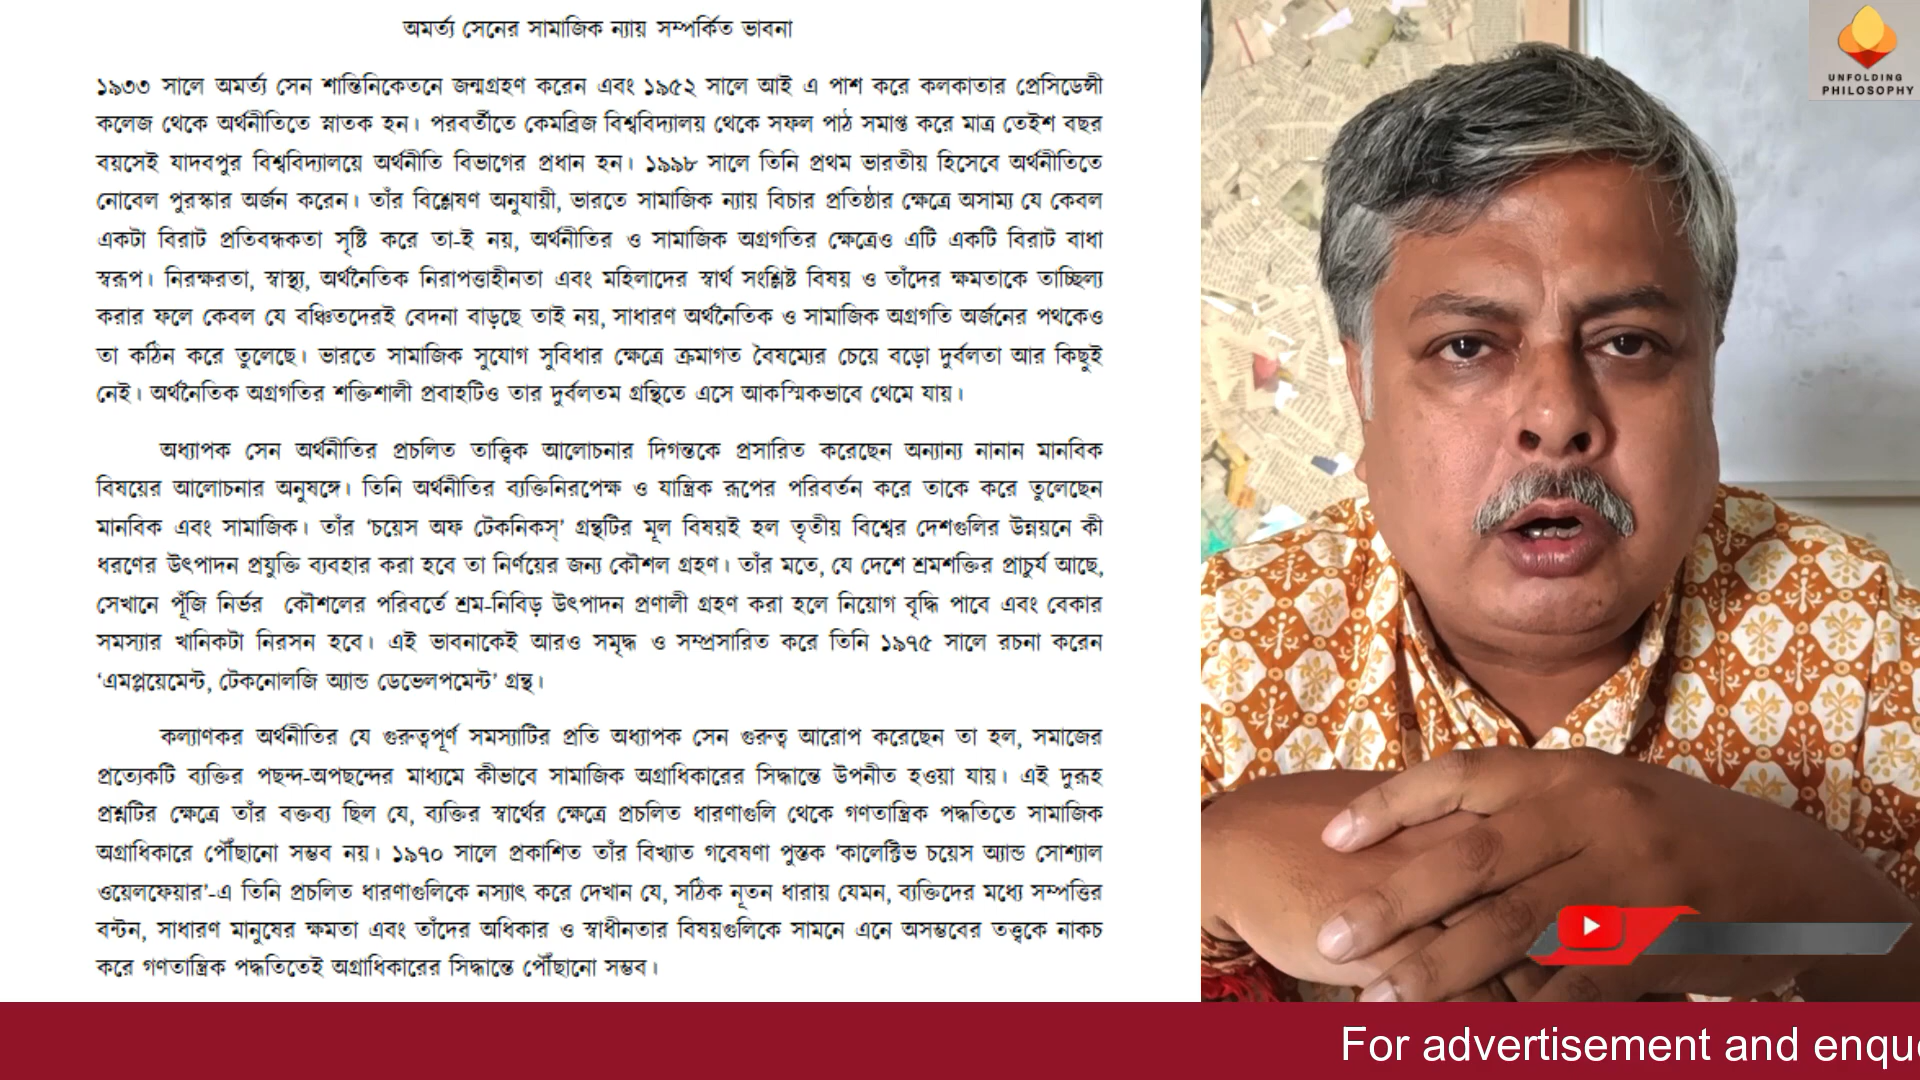 অমর্ত্য সেনের সামাজিক ন্যায় সম্পর্কিত ভাবনা
১৯৩৩ সালে অমর্ত্য সেন শান্তিনিকেতনে জন্মগ্রহণ করেন এবং ১৯৫২ সালে আই এ পাশ করে কলকাতার প্রেসিডেন্সী
কলেজ থেকে অর্থনীতিতে স্নাতক হন। পরবর্তীতে কেমব্রিজ বিশ্ববিদ্যালয় থেকে সফল পাঠ সমাপ্ত করে মাত্র তেইশ বছর
বয়সেই যাদবপুর বিশ্ববিদ্যালয়ে অর্থনীতি বিভাগের প্রধান হন। ১৯৯৮ সালে তিনি প্রথম ভারতীয় হিসেবে অর্থনীতিতে
নোবেল পুরস্কার অর্জন করেন। তাঁর বিশ্লেষণ অনুযায়ী, ভারতে সামাজিক ন্যায় বিচার প্রতিষ্ঠার ক্ষেত্রে অসাম্য যে কেবল
একটা বিরাট প্রতিবন্ধকতা সৃষ্টি করে তা-ই নয়, অর্থনীতির ও সামাজিক অগ্রগতির ক্ষেত্রেও এটি একটি বিরাট বাধা
স্বরূপ। নিরক্ষরতা, স্বাস্থ্য, অর্থনৈতিক নিরাপত্তাহীনতা এবং মহিলাদের স্বার্থ সংশ্লিষ্ট বিষয় ও তাঁদের ক্ষমতাকে তাচ্ছিল্য
করার ফলে কেবল যে বঞ্চিতদেরই বেদনা বাড়ছে তাই নয়, সাধারণ অর্থনৈতিক ও সামাজিক অগ্রগতি অর্জনের পথকেও
তা কঠিন করে তুলেছে। ভারতে সামাজিক সুযোগ সুবিধার ক্ষেত্রে ক্রমাগত বৈষম্যের চেয়ে বড়ো দুর্বলতা আর কিছুই
নেই। অর্থনৈতিক অগ্রগতির শক্তিশালী প্রবাহটিও তার দুর্বলতম গ্রন্থিতে এসে আকস্মিকভাবে থেমে যায়।
অধ্যাপক সেন অর্থনীতির প্রচলিত তাত্ত্বিক আলোচনার দিগন্তকে প্রসারিত করেছেন অন্যান্য নানান মানবিক
বিষয়ের আলোচনার অনুষঙ্গে। তিনি অর্থনীতির ব্যক্তিনিরপেক্ষ ও যান্ত্রিক রূপের পরিবর্তন করে তাকে করে তুলেছেন
মানবিক এবং সামাজিক। তাঁর ‘চয়েস অফ টেকনিকস্’ গ্রন্থটির মূল বিষয়ই হল তৃতীয় বিশ্বের দেশগুলির উন্নয়নে কী
ধরণের উৎপাদন প্রযুক্তি ব্যবহার করা হবে তা নির্ণয়ের জন্য কৌশল গ্রহণ। তাঁর মতে, যে দেশে শ্রমশক্তির প্রাচুর্য আছে,
সেখানে পূঁজি নির্ভর কৌশলের পরিবর্তে শ্রম-নিবিড় উৎপাদন প্রণালী গ্রহণ করা হলে নিয়োগ বৃদ্ধি পাবে এবং বেকার
সমস্যার খানিকটা নিরসন হবে। এই ভাবনাকেই আরও সমৃদ্ধ ও সম্প্রসারিত করে তিনি ১৯৭৫ সালে রচনা করেন
‘এমপ্লয়েমেন্ট, টেকনোলজি অ্যান্ড ডেভেলপমেন্ট’ গ্রন্থ।
কল্যাণকর অর্থনীতির যে গুরুত্বপূর্ণ সমস্যাটির প্রতি অধ্যাপক সেন গুরুত্ব আরোপ করেছেন তা হল, সমাজের
প্রত্যেকটি ব্যক্তির পছন্দ-অপছন্দের মাধ্যমে কীভাবে সামাজিক অগ্রাধিকারের সিদ্ধান্তে উপনীত হওয়া যায়। এই দুরূহ
প্রশ্নটির ক্ষেত্রে তাঁর বক্তব্য ছিল যে, ব্যক্তির স্বার্থের ক্ষেত্রে প্রচলিত ধারণাগুলি থেকে গণতান্ত্রিক পদ্ধতিতে সামাজিক
অগ্রাধিকারে পৌঁছানো সম্ভব নয়। ১৯৭০ সালে প্রকাশিত তাঁর বিখ্যাত গবেষণা পুস্তক ‘কালেক্টিভ চয়েস অ্যান্ড সোশ্যাল
ওয়েলফেয়ার’-এ তিনি প্রচলিত ধারণাগুলিকে নস্যাৎ করে দেখান যে, সঠিক নূতন ধারায় যেমন, ব্যক্তিদের মধ্যে সম্পত্তির
বন্টন, সাধারণ মানুষের ক্ষমতা এবং তাঁদের অধিকার ও স্বাধীনতার বিষয়গুলিকে সামনে এনে অসম্ভবের তত্ত্বকে নাকচ
করে গণতান্ত্রিক পদ্ধতিতেই অগ্রাধিকারের সিদ্ধান্তে পৌঁছানো সম্ভব।
UNFOLDING
PHILOSOPHY
For advertisement and enqu